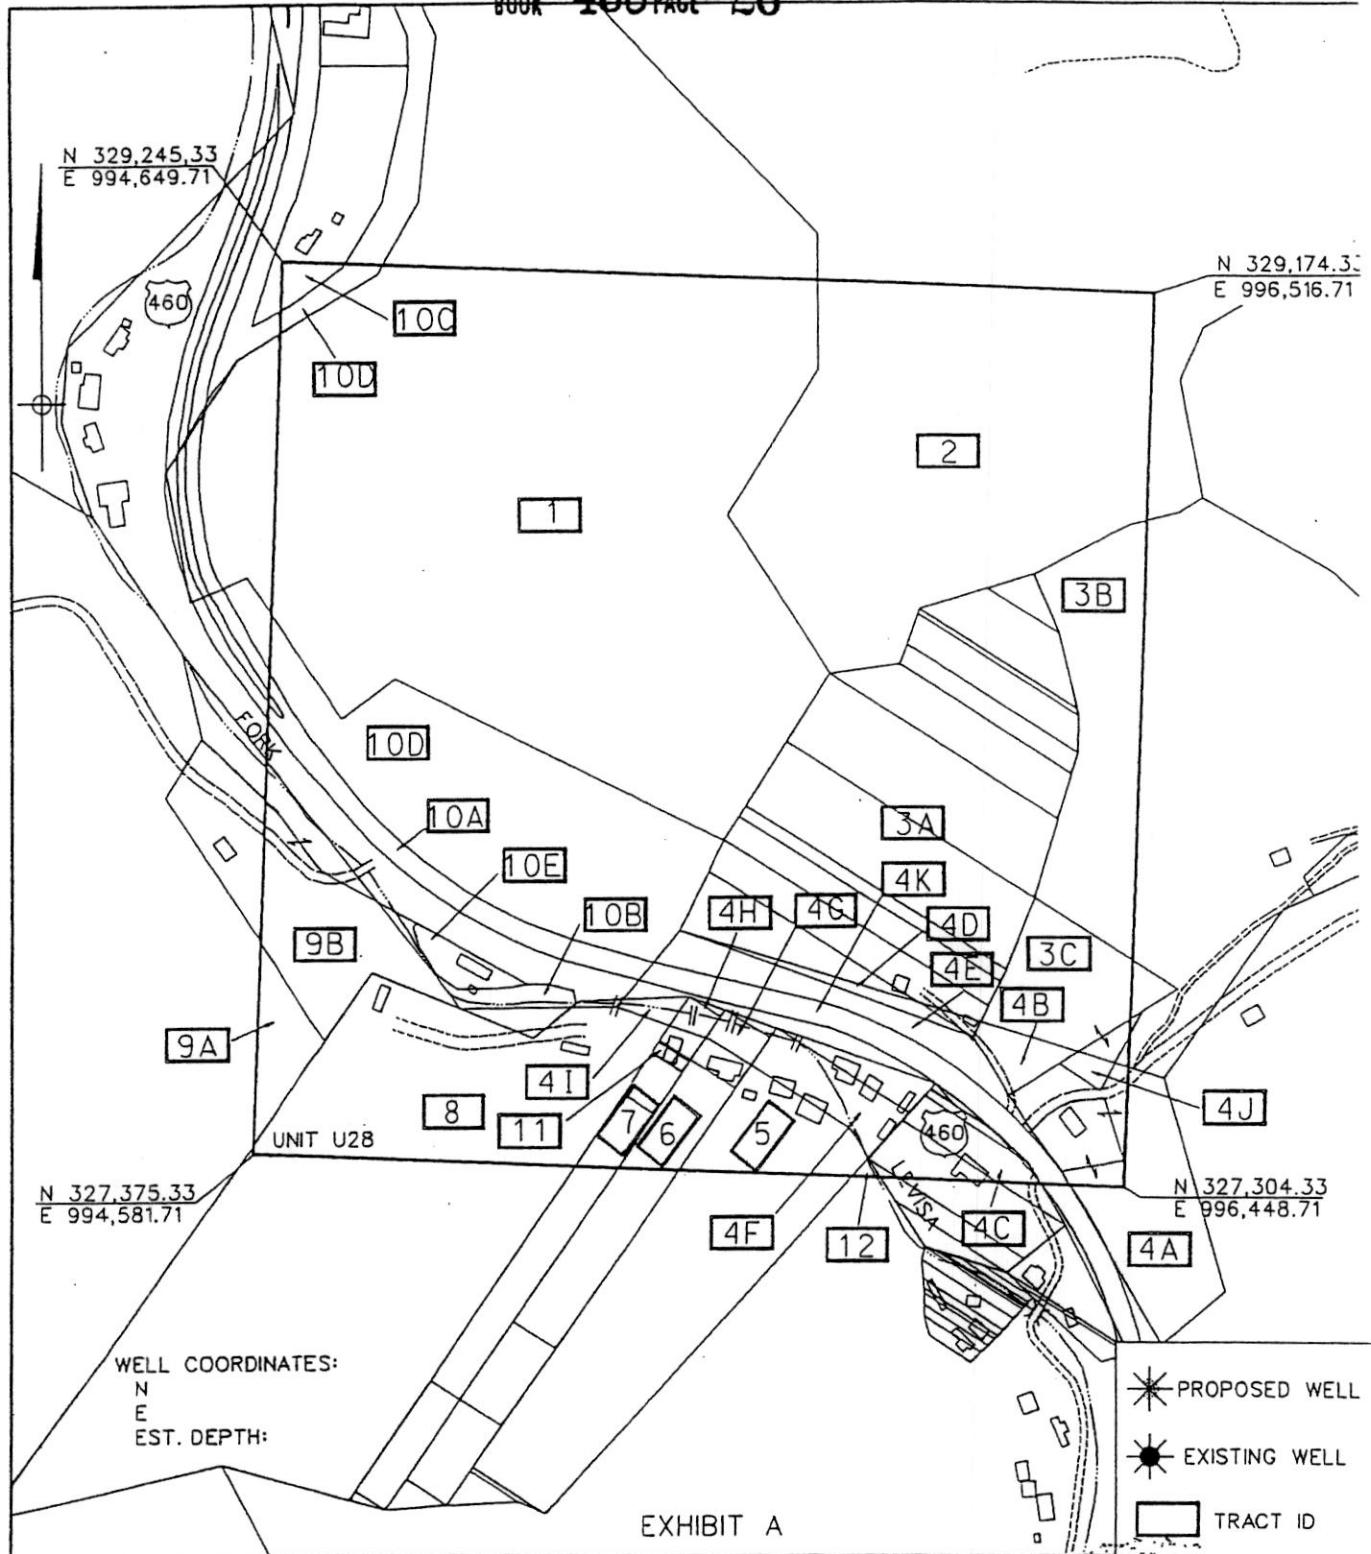 BOOK 400 PAGE 26
N 329,245,33
E 994,649.71
N 329,174.33
E 996,516.71
460
10C
10D
2
1
3B
FORK
10D
10A
3A
10E
4K
10B
4H
4G
4D
9B
4E
3C
4B
9A
4I
8
11
7
6
5
4J
460
UNIT U28
N 327,375.33
E 994,581.71
N 327,304.33
E 996,448.71
LEVISA
4F
12
4C
4A
WELL COORDINATES:
N
E
EST. DEPTH:
PROPOSED WELL
EXISTING WELL
TRACT ID
EXHIBIT A